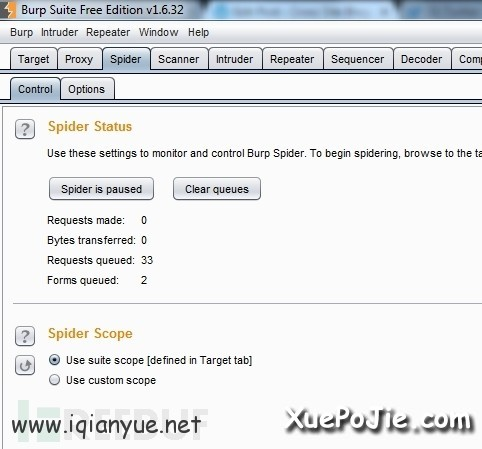 Burp Suite Free Edition v1.6.32
Burp Intruder Repeater Window Help
Target Proxy Spider Scanner Intruder Repeater Sequencer Decoder
Control Options
? Spider Status
Use these settings to monitor and control Burp Spider. To begin spidering, browse to the ta
Spider is paused Clear queues
Requests made: 0
Bytes transferred: 0
Requests queued: 33
Forms queued: 2
? Spider Scope
Use suite scope [defined in Target tab]
Use custom scope
REEBUF
www.iqianyue.net
XuePoJie.com